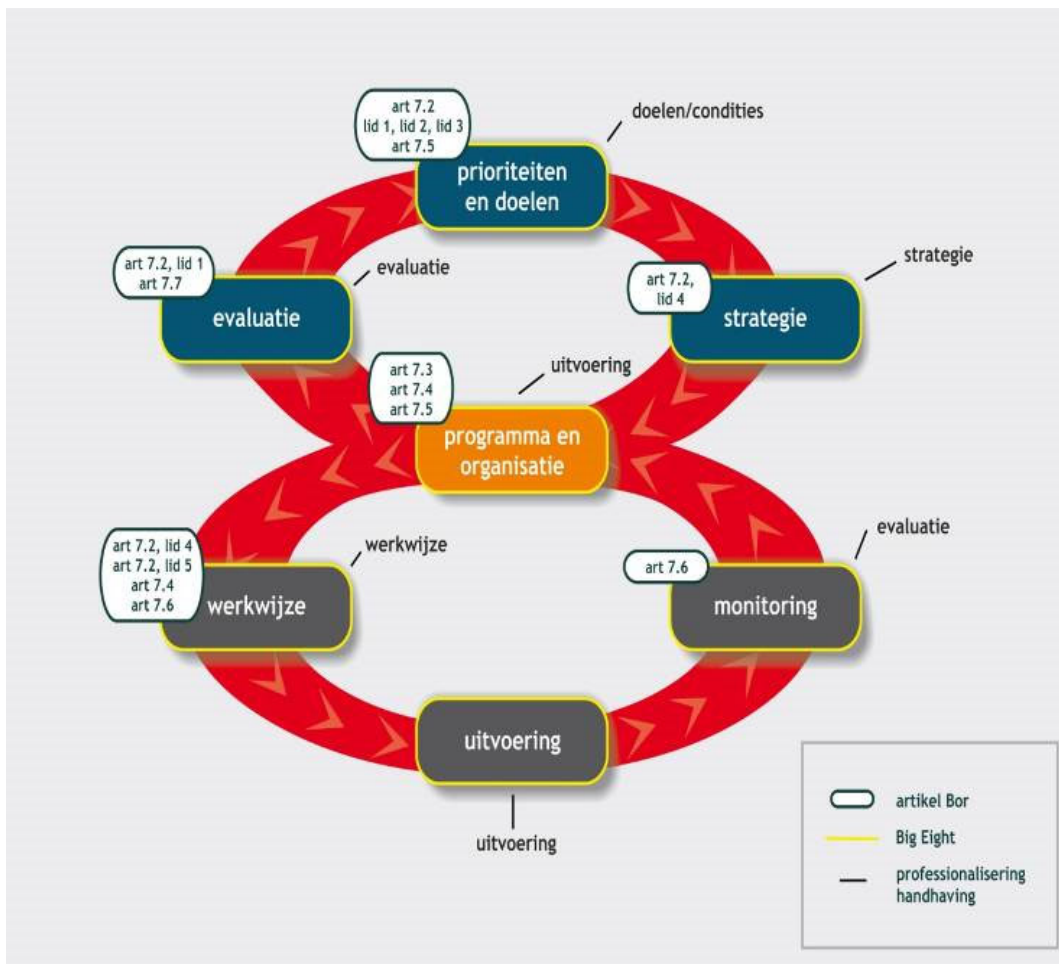 art 7.2
lid 1, lid 2, lid 3
art 7.5
doelen/condities
prioriteiten
en doelen
art 7.2, lid 1
art 7.7
evaluatie
evaluatie
art 7.2,
lid 4
strategie
strategie
art 7.3
art 7.4
art 7.5
uitvoering
programma en
organisatie
art 7.2, lid 4
art 7.2, lid 5
art 7.4
art 7.6
werkwijze
werkwijze
art 7.6
evaluatie
monitoring
uitvoering
uitvoering
artikel Bor
Big Eight
professionalisering
handhaving